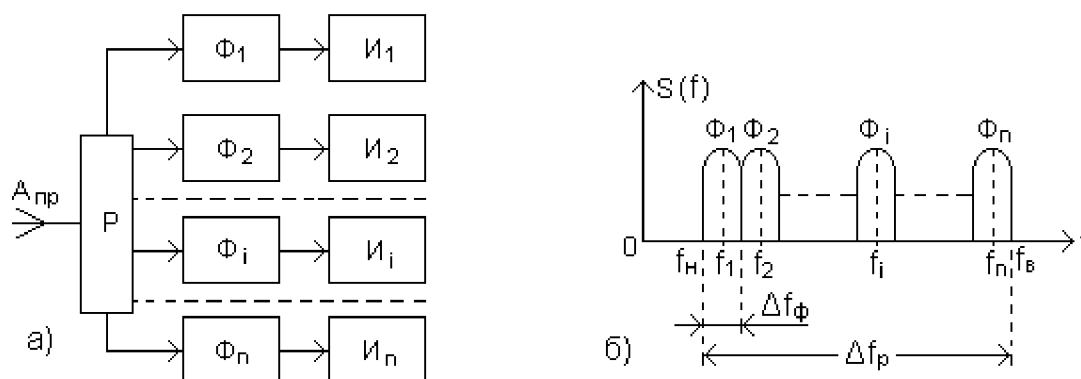 Ф1 И1
Ф2 И2
Aпр
P
Фi Иi
а)
Фn Иn
S(f)
Ф1 Ф2 Фi Фn
0
fн f1 f2 fi fn fв
Δfф
б)
Δfр